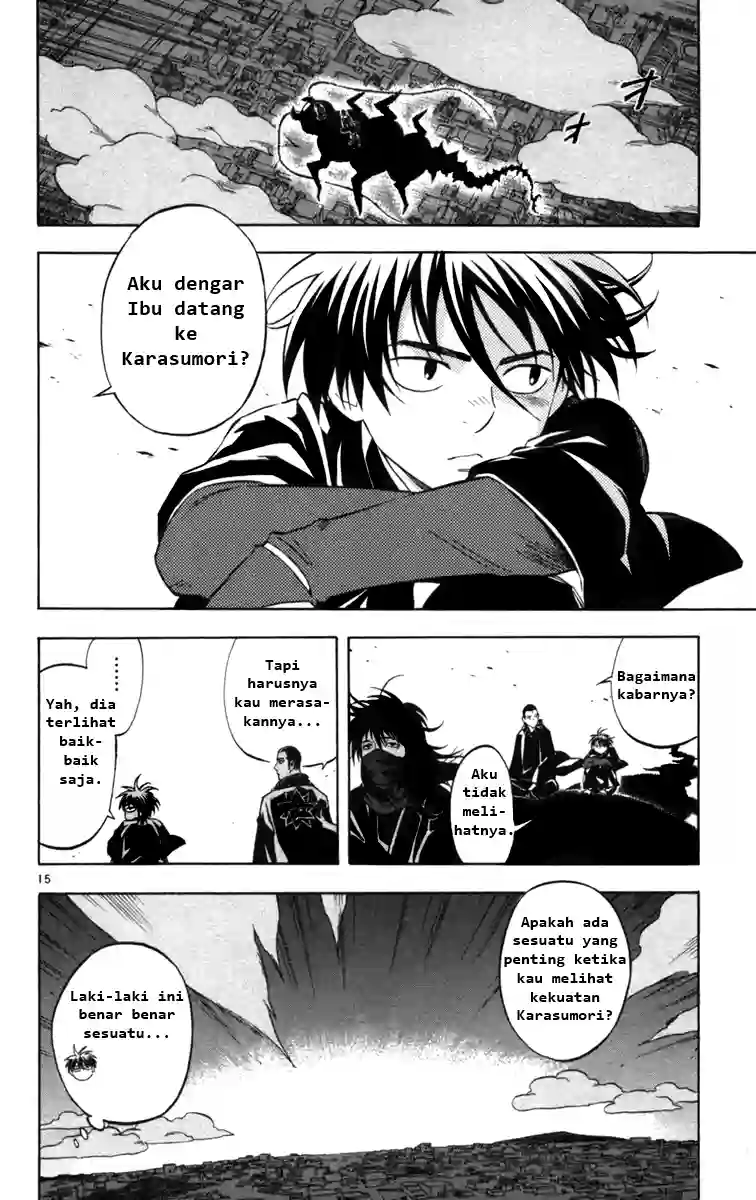 オ
オ
Aku dengar
Ibu datang
ke
Karasumori?
Bagaimana
kabarnya?
Aku
tidak
meli-
hatnya.
Tapi
harusnya
kau merasa-
kannya...
........
Yah, dia
terlihat
baik-
baik
saja.
15
Apakah ada
sesuatu yang
penting ketika
kau melihat
kekuatan
Karasumori?
Laki-laki ini
benar benar
sesuatu...